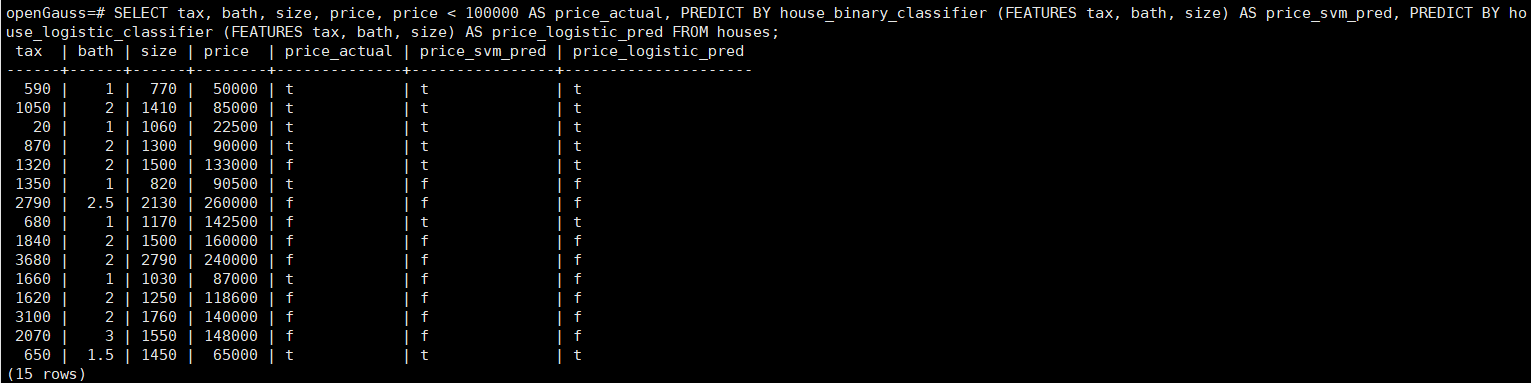 openGauss=# SELECT tax, bath, size, price, price < 100000 AS price_actual, PREDICT BY house_binary_classifier (FEATURES tax, bath, size) AS price_svm_pred, PREDICT BY ho
use_logistic_classifier (FEATURES tax, bath, size) AS price_logistic_pred FROM houses;
 tax  | bath | size | price  | price_actual | price_svm_pred | price_logistic_pred
------+------+------+--------+--------------+----------------+---------------------
  590 |    1 |  770 |  50000 | t            | t              | t
 1050 |    2 | 1410 |  85000 | t            | t              | t
   20 |    1 | 1060 |  22500 | t            | t              | t
  870 |    2 | 1300 |  90000 | t            | t              | t
 1320 |    2 | 1500 | 133000 | f            | t              | t
 1350 |    1 |  820 |  90500 | t            | f              | f
 2790 |  2.5 | 2130 | 260000 | f            | f              | f
  680 |    1 | 1170 | 142500 | f            | t              | t
 1840 |    2 | 1500 | 160000 | f            | f              | f
 3680 |    2 | 2790 | 240000 | f            | f              | f
 1660 |    1 | 1030 |  87000 | t            | f              | f
 1620 |    2 | 1250 | 118600 | f            | f              | f
 3100 |    2 | 1760 | 140000 | f            | f              | f
 2070 |    3 | 1550 | 148000 | f            | f              | f
  650 |  1.5 | 1450 |  65000 | t            | t              | t
(15 rows)